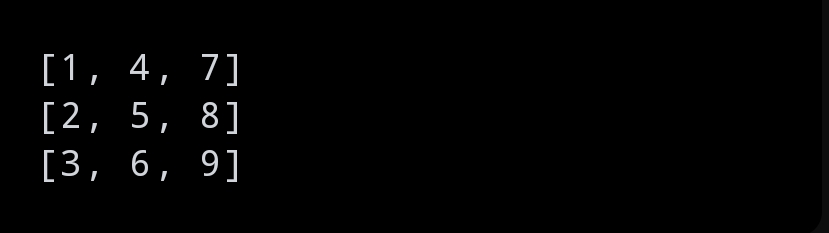 [1, 4, 7]
[2, 5, 8]
[3, 6, 9]